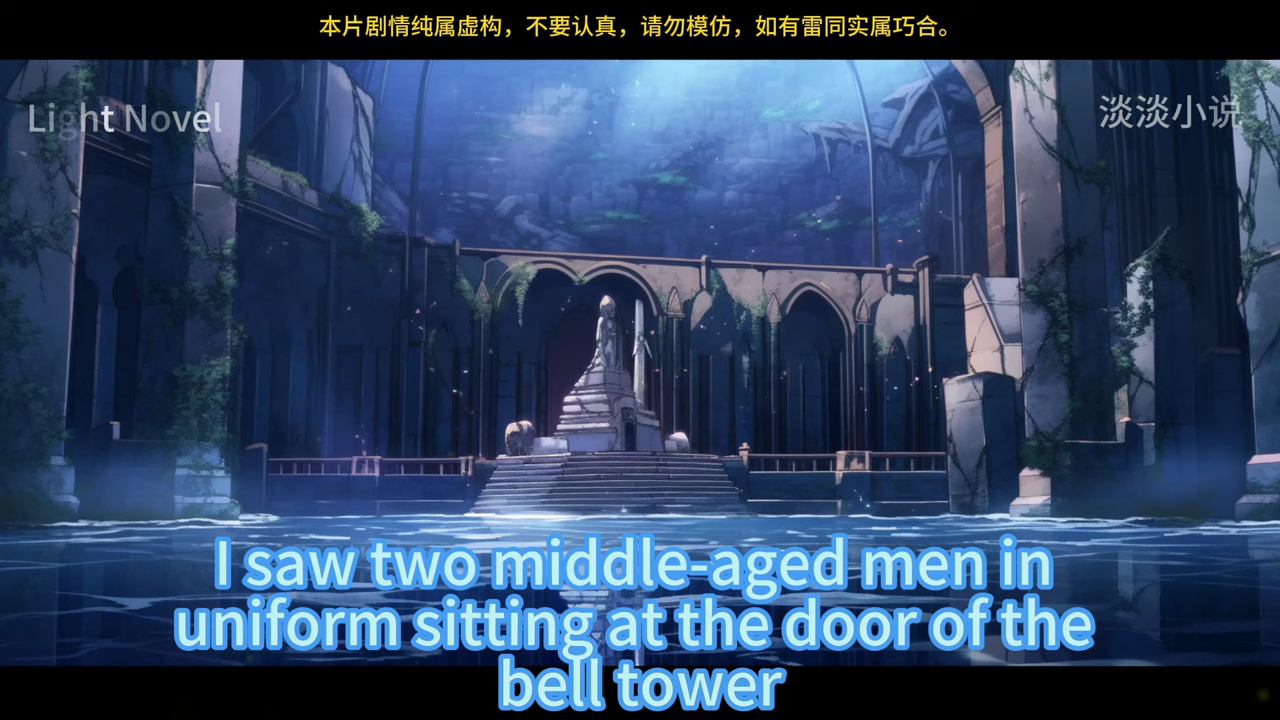 本片剧情纯属虚构，不要认真，请勿模仿，如有雷同实属巧合。
Light Novel
淡淡小说
I saw two middle-aged men in
uniform sitting at the door of the
bell tower